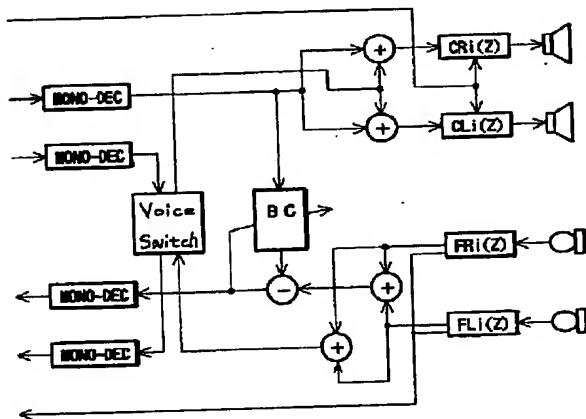 CRi(Z)
MONO-DEC
CLi(Z)
MONO-DEC
Voice
Switch
BC
FRi(Z)
MONO-DEC
FLi(Z)
MONO-DEC